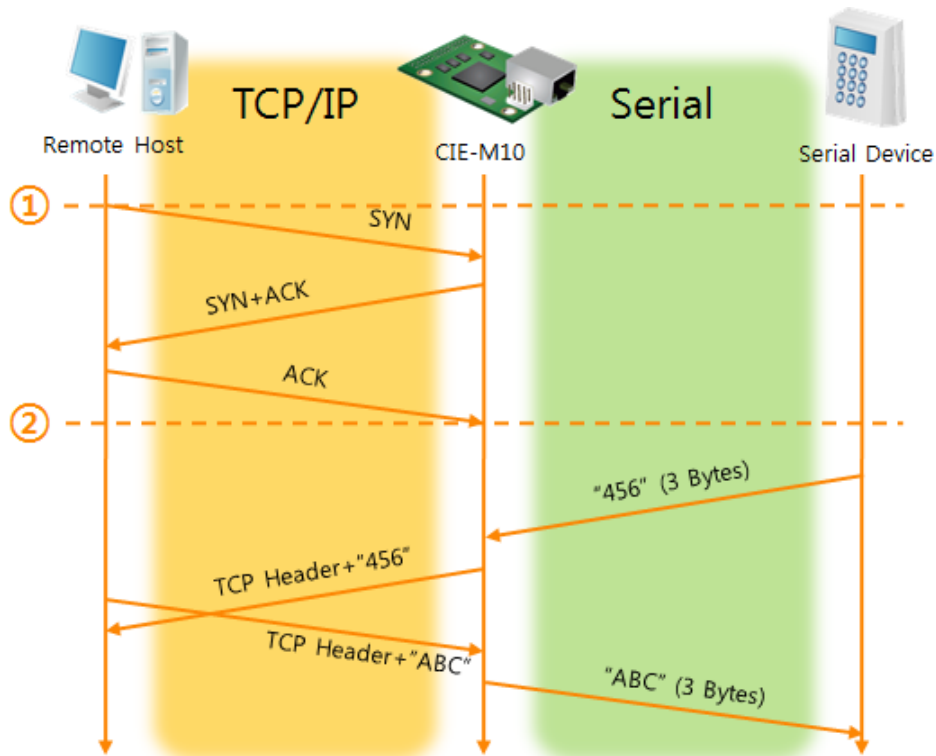 TCP/IP
Serial
Remote Host
CIE-M10
Serial Device
①
SYN
SYN+ACK
ACK
②
"456" (3 Bytes)
TCP Header+"456"
TCP Header+"ABC"
"ABC" (3 Bytes)